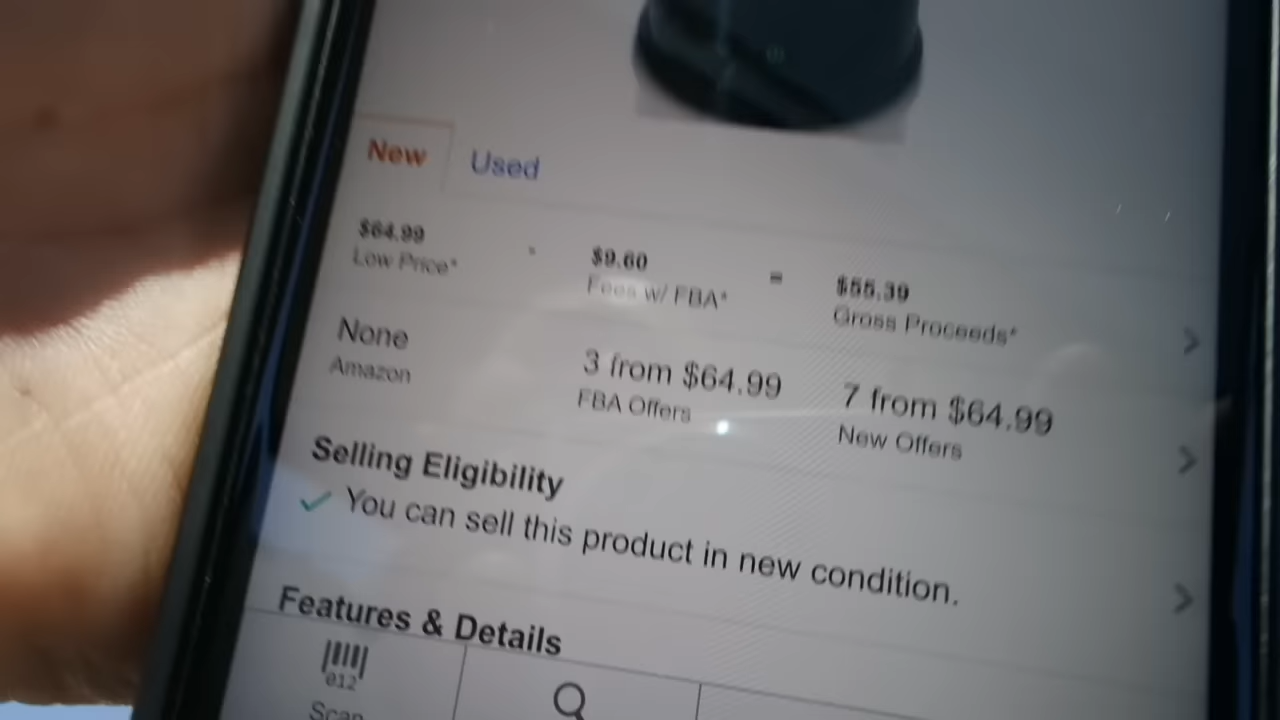 New Used
$64.99 - $9.60 = $55.39
Low Price* Fees w/ FBA* Gross Proceeds*
None 3 from $64.99 7 from $64.99
Amazon FBA Offers New Offers
Selling Eligibility
You can sell this product in new condition.
Features & Details
012
Scan